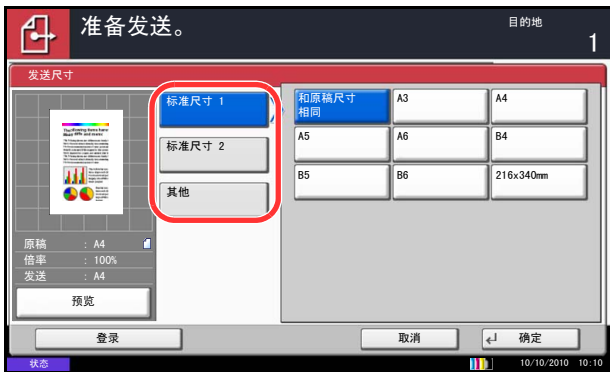 准备发送。
目的地
1
发送尺寸
标准尺寸 1
标准尺寸 2
其他
和原稿尺寸
相同
A3
A4
A5
A6
B4
B5
B6
216x340mm
原稿 : A4
倍率 : 100%
发送 : A4
预览
登录
取消
确定
状态
10/10/2010 10:10